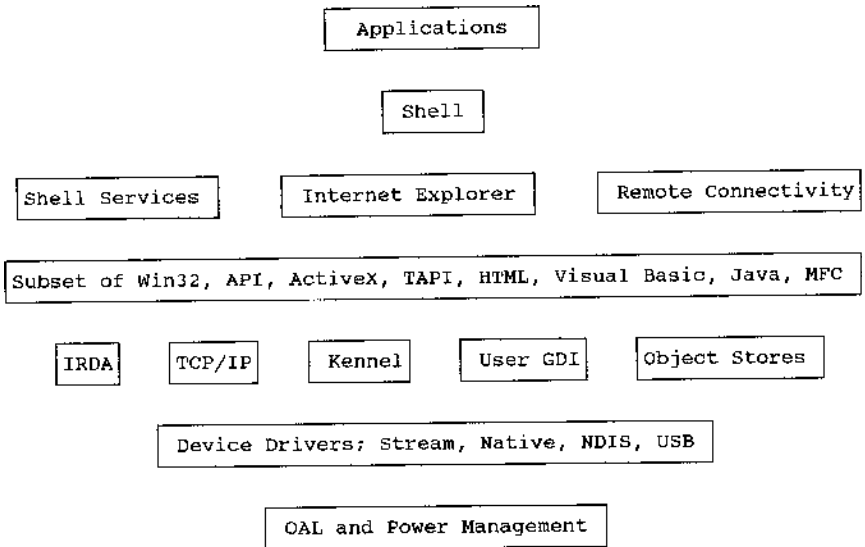 Applications
Shell
Shell Services Internet Explorer Remote Connectivity
Subset of Win32, API, ActiveX, TAPI, HTML, Visual Basic, Java, MFC
IRDA TCP/IP Kennel User GDI Object Stores
Device Drivers; Stream, Native, NDIS, USB
OAL and Power Management